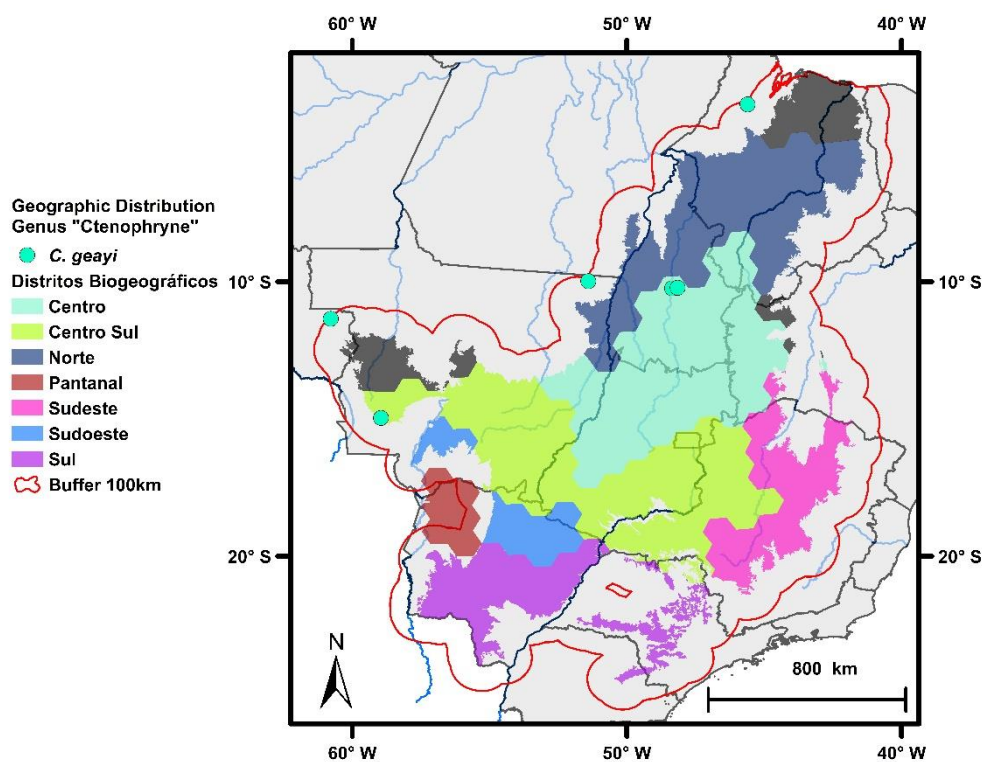 60° W
50° W
40° W
Geographic Distribution
Genus "Ctenophryne"
C. geayi
Distritos Biogeográficos
Centro
Centro Sul
Norte
Pantanal
Sudeste
Sudoeste
Sul
Buffer 100km
10° S
10° S
20° S
20° S
N
800 km
60° W
50° W
40° W